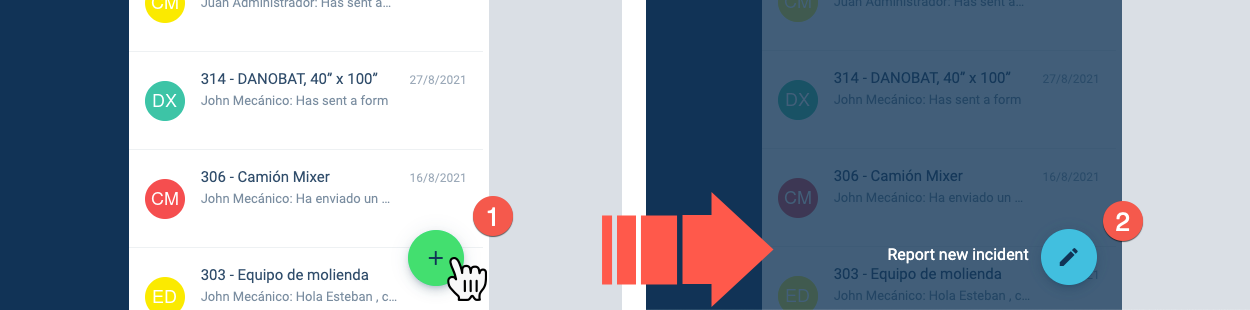 CM
Juan Administrador: Has sent a...
314 - DANOBAT, 40” x 100”
27/8/2021
DX
John Mecánico: Has sent a form
306 - Camión Mixer
16/8/2021
CM
John Mecánico: Ha enviado un ...
1
+
303 - Equipo de molienda
ED
John Mecánico: Hola Esteban , c...
CM
Juan Administrador: Has sent a...
314 - DANOBAT, 40” x 100”
27/8/2021
DX
John Mecánico: Has sent a form
306 - Camión Mixer
16/8/2021
CM
John Mecánico: Ha enviado un ...
2
Report new incident
303 - Equipo de molienda
ED
John Mecánico: Hola Esteban , c...